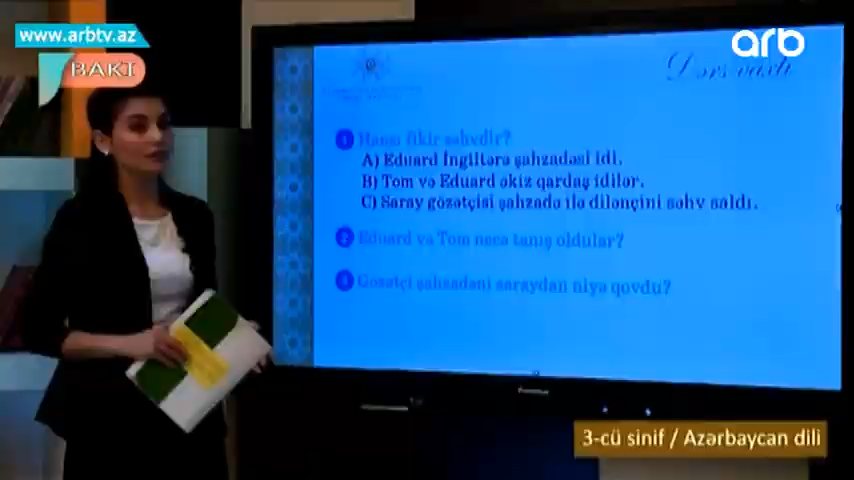 www.arbtv.az
BAKI
arb
Dərs vaxtı
1 Hansı fikir səhvdir?
A) Eduard İngiltərə şahzadəsi idi.
B) Tom və Eduard əkiz qardaş idilər.
C) Saray gözətçisi şahzadə ilə dilənçini səhv saldı.
2 Eduard və Tom necə tanış oldular?
3 Gözətçi şahzadəni saraydan niyə qovdu?
3-cü sinif / Azərbaycan dili